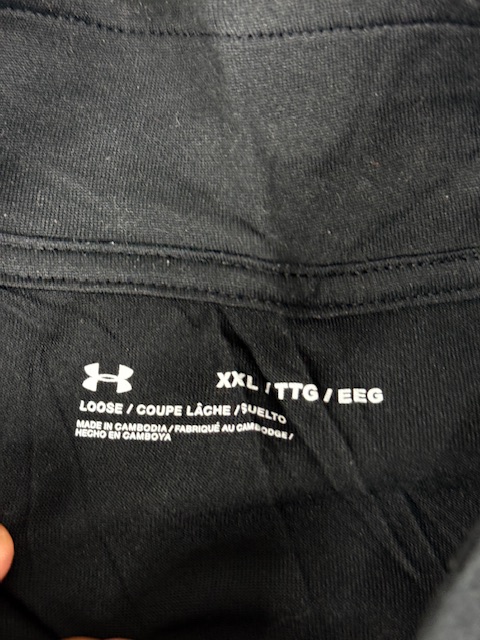 XXL / TTG / EEG
LOOSE / COUPE LÂCHE / SUELTO
MADE IN CAMBODIA / FABRIQUÉ AU CAMBODGE /
HECHO EN CAMBOYA